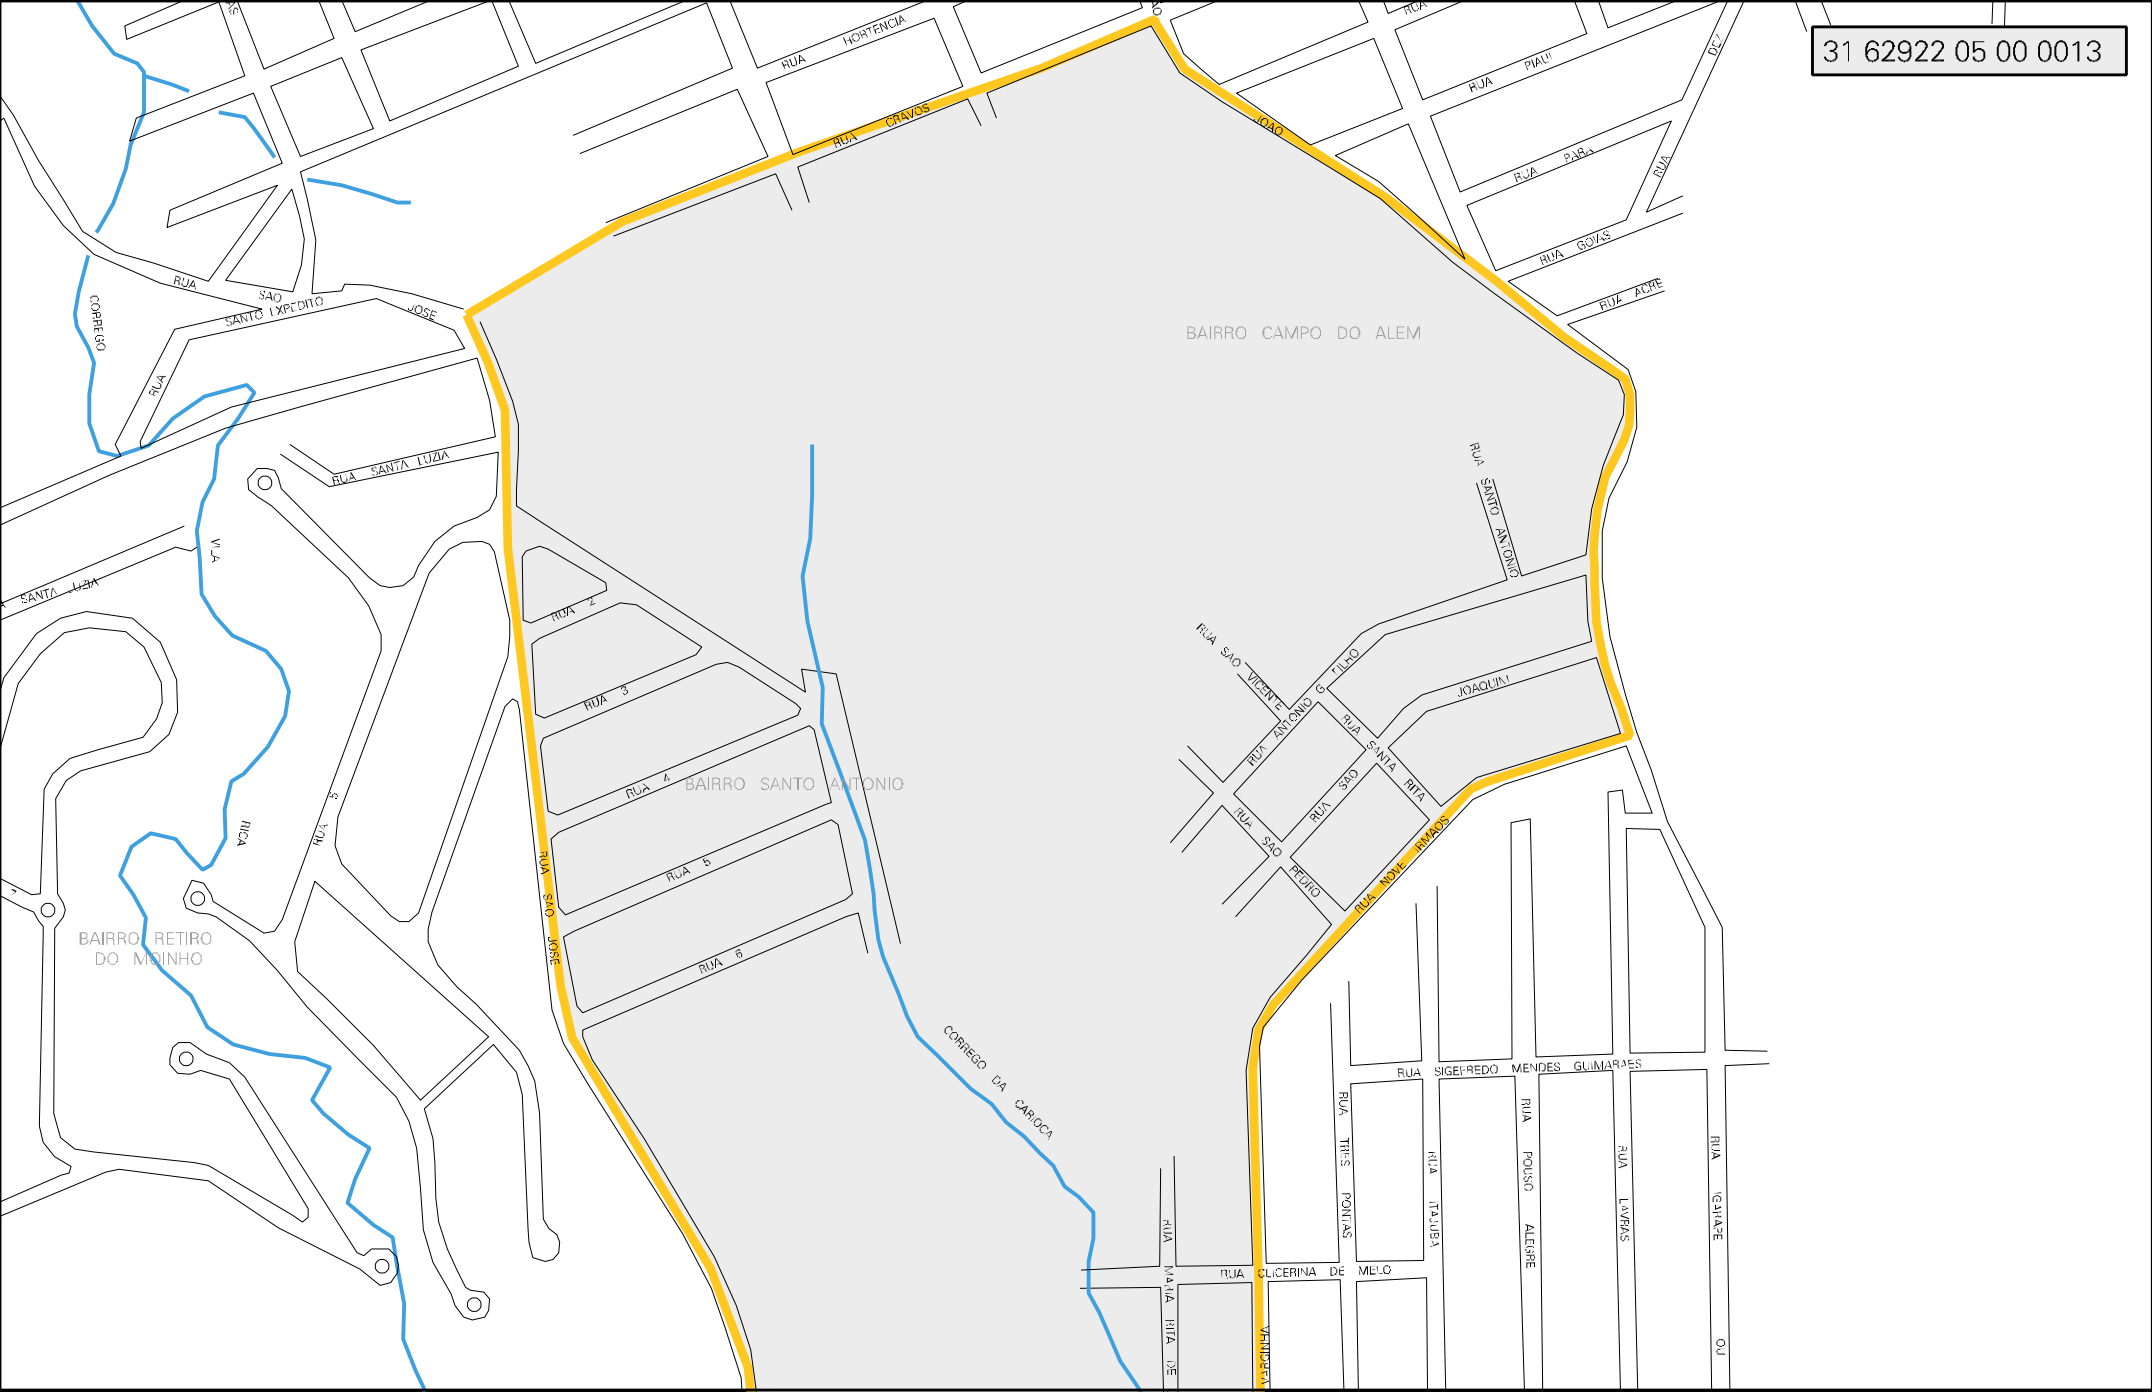 31 62922 05 00 0013
RUA HORTENCIA
RUA CRAVOS
JOAO
RUA
RUA PIAUI
RUA PARA
RUA
RUA GOIAS
RUA ACRE
RUA SAO JOSE
SANTO EXPEDITO
RUA
CORREGO
VILA
RICA
RUA SANTA LUZIA
SANTA LUZIA
BAIRRO CAMPO DO ALEM
RUA SANTO ANTONIO
RUA SAO VICENTE
RUA ANTONIO G FILHO
RUA SANTA RITA
RUA SAO JOAQUIM
RUA SAO PEDRO
RUA NOVE IRMAOS
RUA 2
RUA 3
RUA 4
RUA 5
RUA 6
BAIRRO SANTO ANTONIO
RUA SAO JOSE
RUA 5
7
BAIRRO RETIRO
DO MOINHO
CORREGO DA CARIOCA
RUA SIGEFREDO MENDES GUIMARAES
RUA TRES PONTAS
RUA ITAJUBA
RUA POUSO ALEGRE
RUA LAVRAS
RUA IGARAPE
OU
RUA MARIA RITA DE
RUA CLICERINA DE MELO